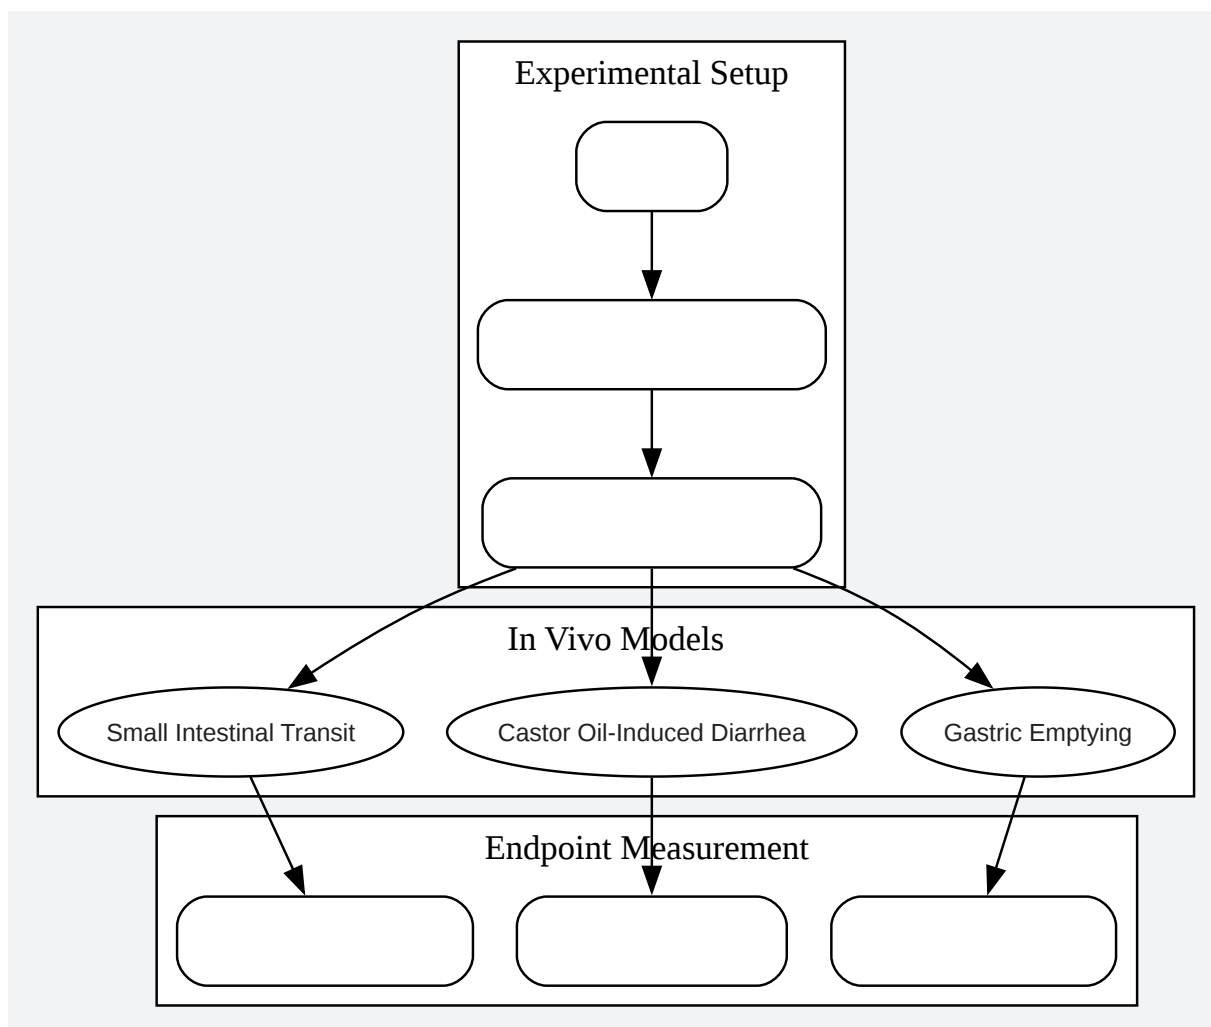 Experimental Setup
In Vivo Models
Small Intestinal Transit
Castor Oil-Induced Diarrhea
Gastric Emptying
Endpoint Measurement